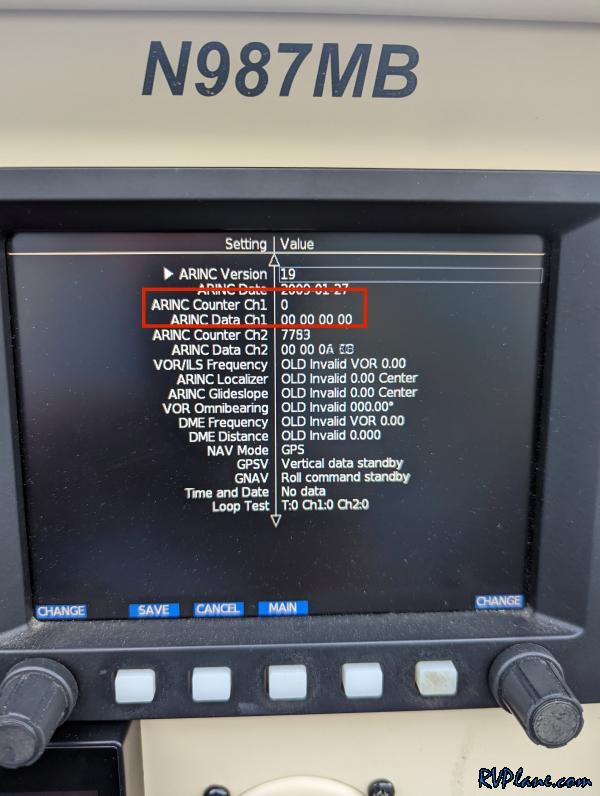 N987MB
Setting Value
ARINC Version 19
ARINC Date 2009-01-27
ARINC Counter Ch1 0
ARINC Data Ch1 00 00 00 00
ARINC Counter Ch2 7783
ARINC Data Ch2 00 00
VOR/ILS Frequency OLD Invalid VOR 0.00
ARINC Localizer OLD Invalid 0.00 Center
ARINC Glideslope OLD Invalid 0.00 Center
VOR Omnibearing OLD Invalid 000.00°
DME Frequency OLD Invalid VOR 0.00
DME Distance OLD Invalid 0.000
NAV Mode GPS
GPSV Vertical data standby
GNAV Roll command standby
Time and Date No data
Loop Test T:0 Ch1:0 Ch2:0
CHANGE SAVE CANCEL MAIN CHANGE
RVPlane.com